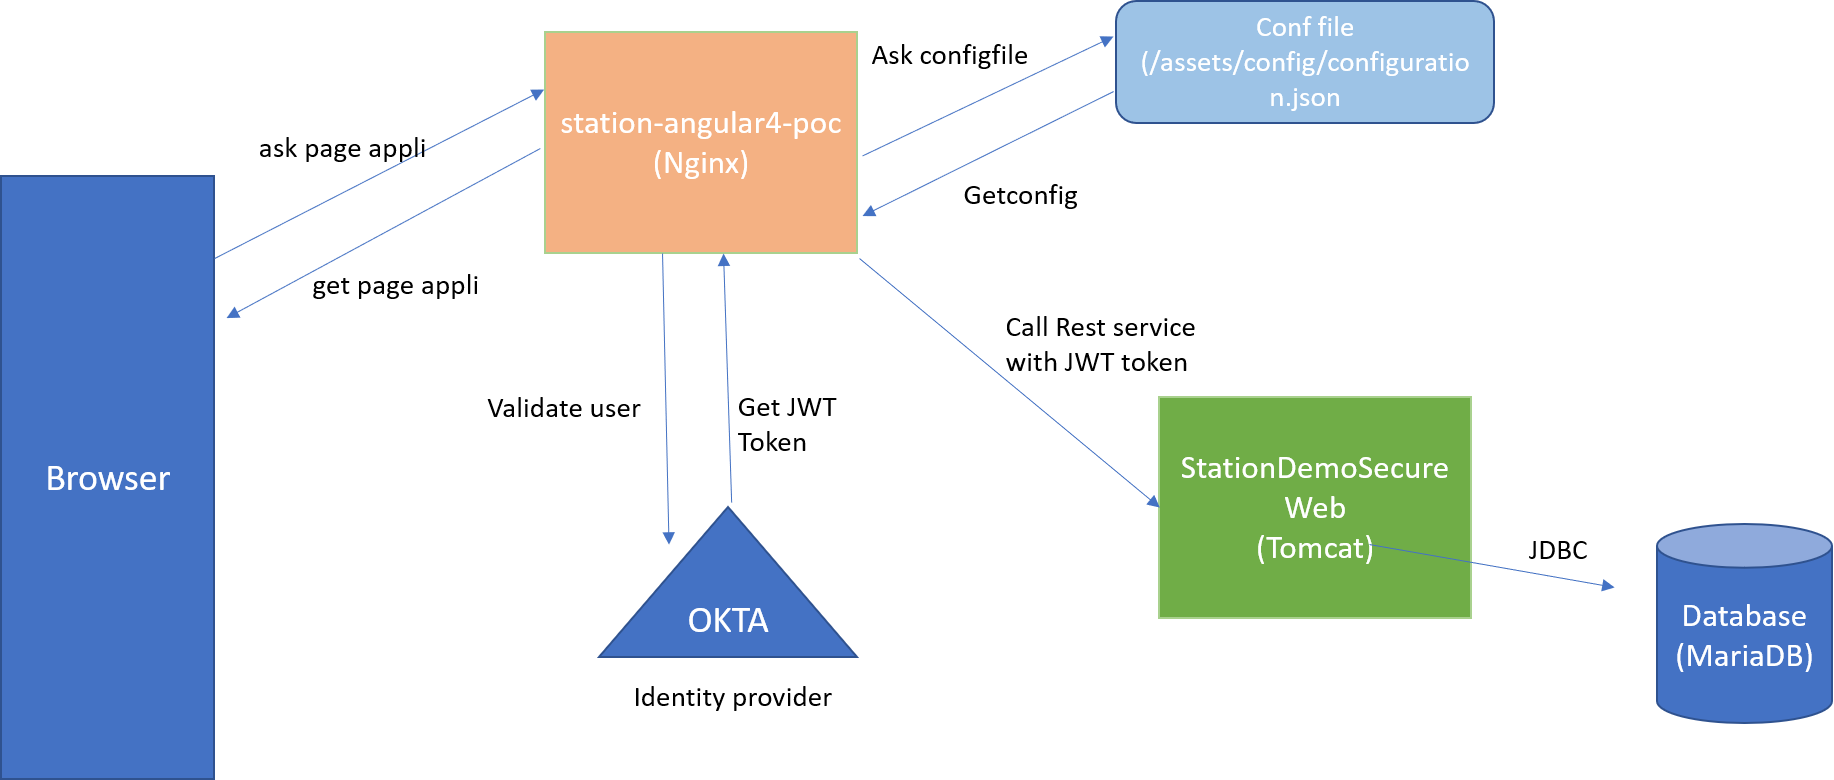 Conf file
(/assets/config/configuratio
n.json
Ask configfile
station-angular4-poc
(Nginx)
ask page appli
Getconfig
get page appli
Call Rest service
with JWT token
Validate user
Get JWT
Token
Browser
StationDemoSecure
Web
(Tomcat)
JDBC
OKTA
Database
(MariaDB)
Identity provider